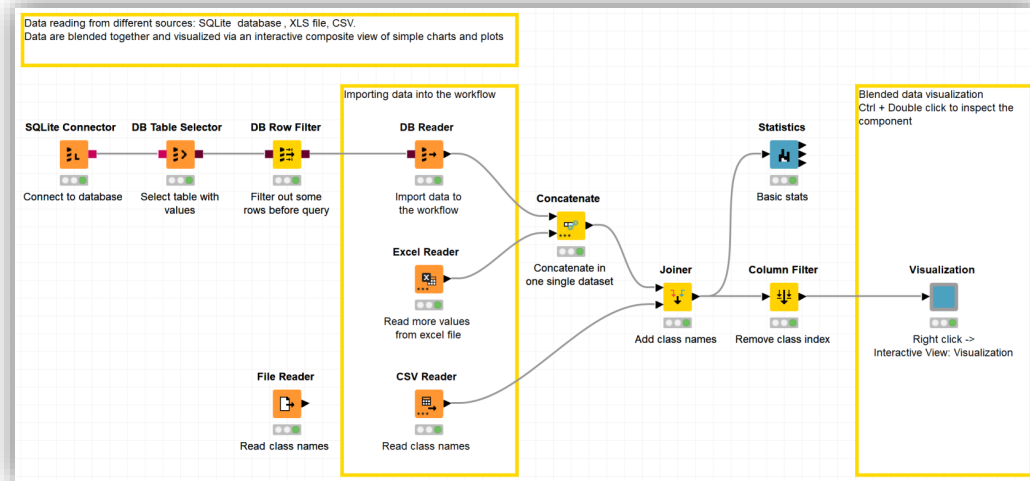 Data reading from different sources: SQLite database , XLS file, CSV.
Data are blended together and visualized via an interactive composite view of simple charts and plots
Importing data into the workflow
Blended data visualization
Ctrl + Double click to inspect the
component
SQLite Connector
Connect to database
DB Table Selector
Select table with
values
DB Row Filter
Filter out some
rows before query
DB Reader
Import data to
the workflow
Statistics
Basic stats
Concatenate
Concatenate in
one single dataset
Excel Reader
Read more values
from excel file
Joiner
Add class names
Column Filter
Remove class index
Visualization
Right click ->
Interactive View: Visualization
File Reader
Read class names
CSV Reader
Read class names